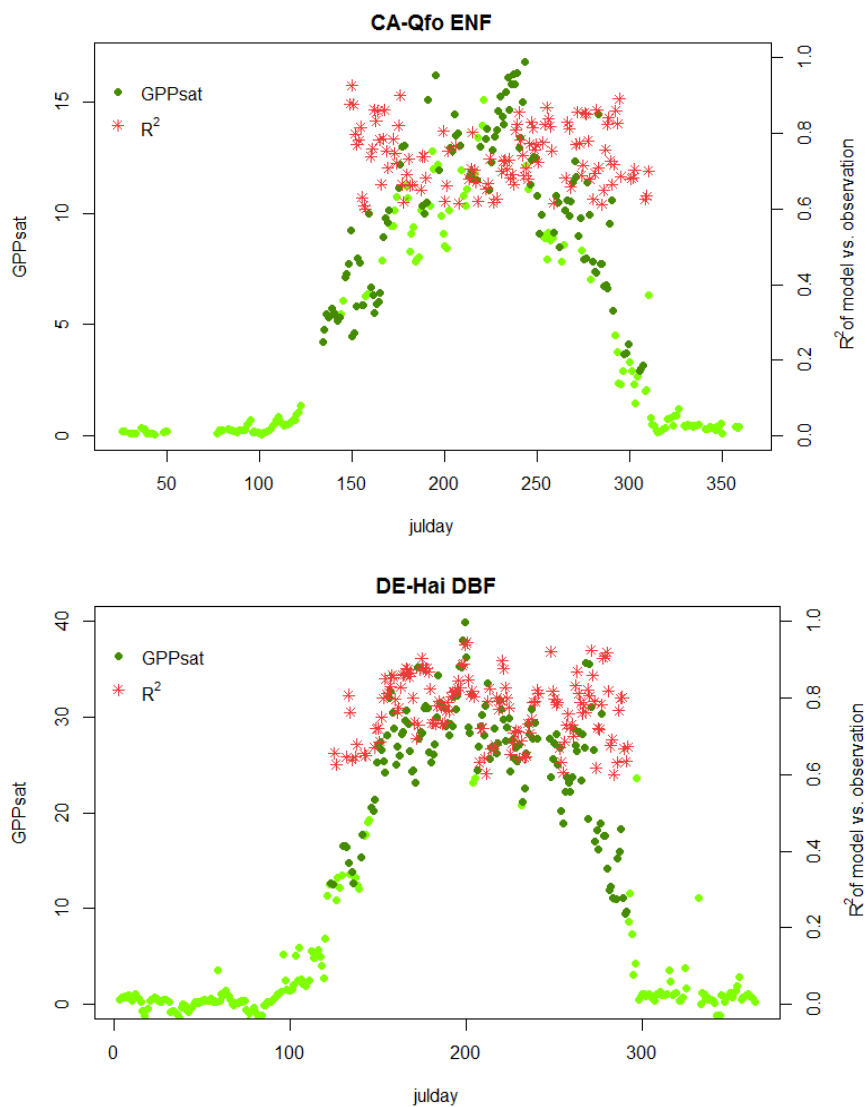 CA-Qfo ENF
GPPsat
R²
GPPsat
0
5
10
15
0.0
0.2
0.4
0.6
0.8
1.0
R² of model vs. observation
50
100
150
200
250
300
350
julday
DE-Hai DBF
GPPsat
R²
GPPsat
0
10
20
30
40
0.0
0.2
0.4
0.6
0.8
1.0
R² of model vs. observation
0
100
200
300
julday